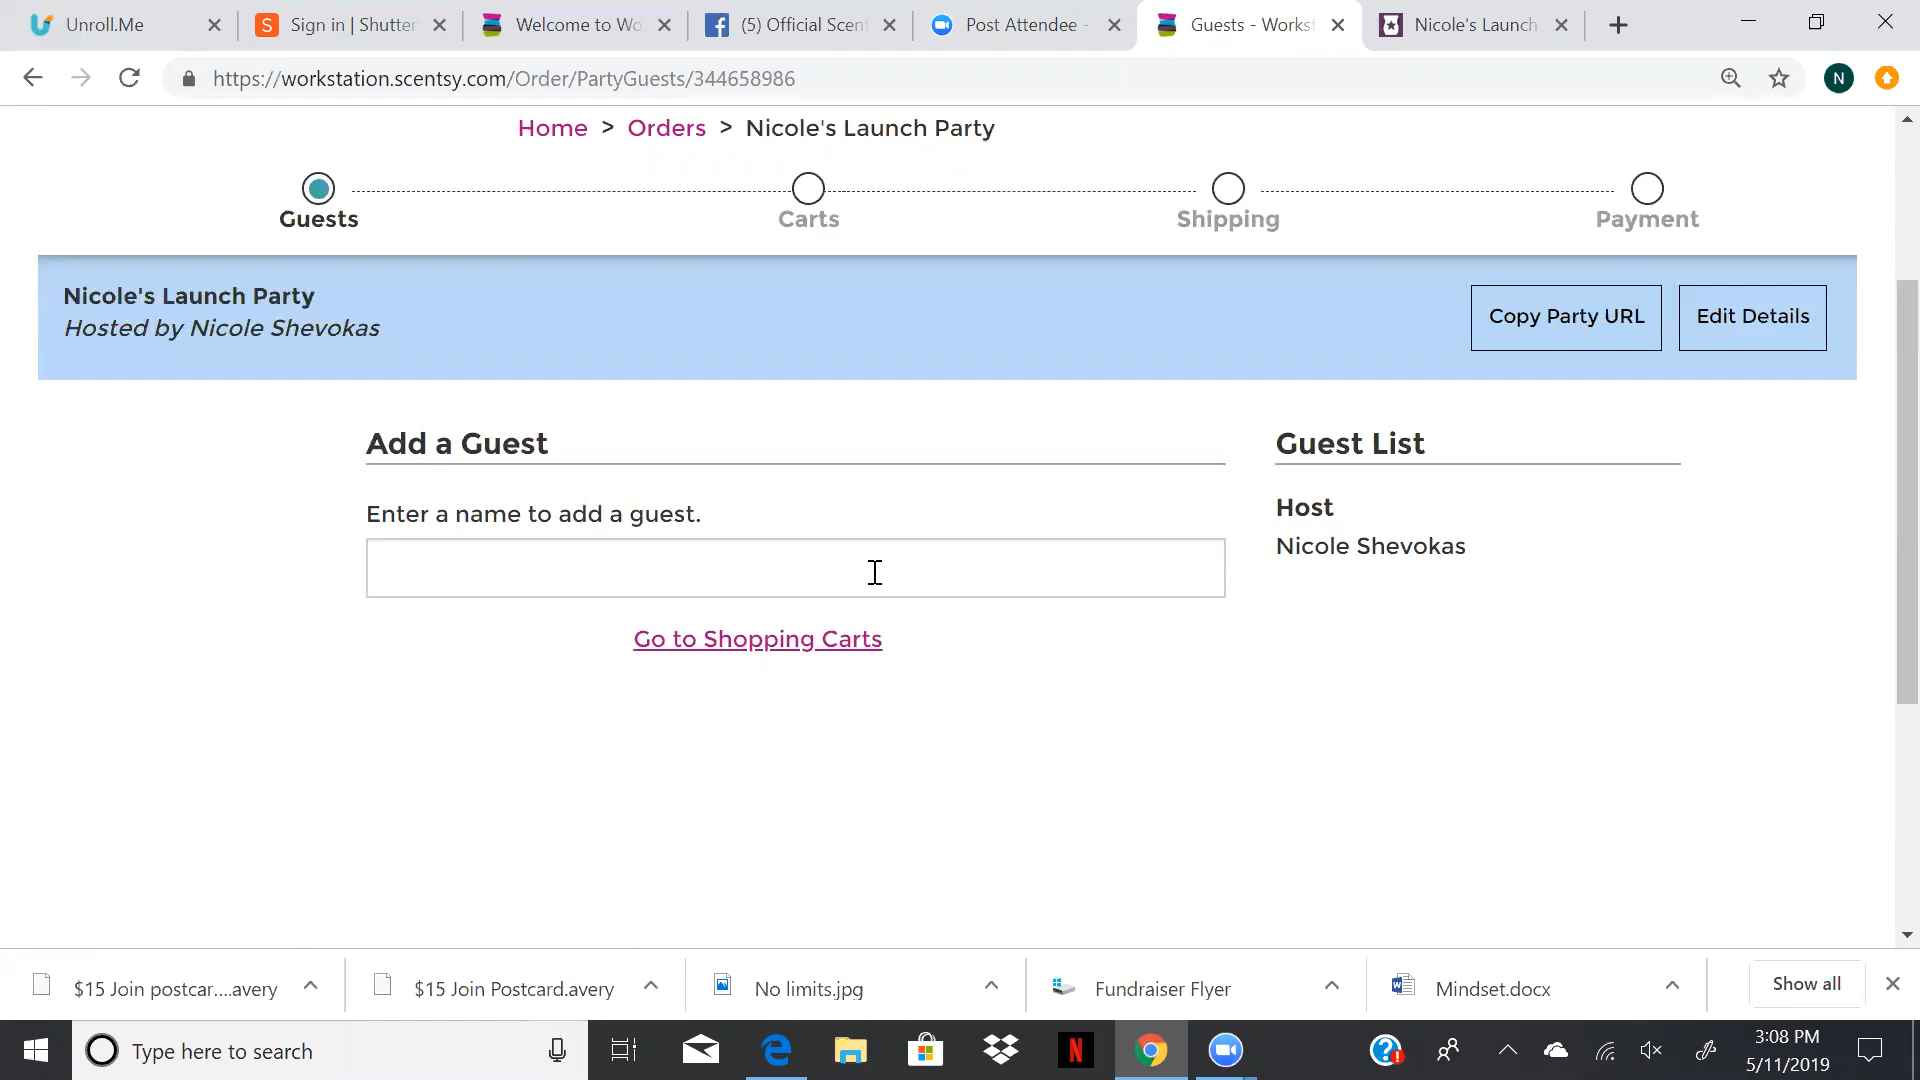 Unroll.Me
Sign in | Shutter
Welcome to Wo
(5) Official Scen
Post Attendee -
Guests - Workst
Nicole's Launch
https://workstation.scentsy.com/Order/PartyGuests/344658986
N
Home > Orders > Nicole's Launch Party
Guests
Carts
Shipping
Payment
Nicole's Launch Party
Hosted by Nicole Shevokas
Copy Party URL
Edit Details
Add a Guest
Enter a name to add a guest.
Go to Shopping Carts
Guest List
Host
Nicole Shevokas
$15 Join postcar....avery
$15 Join Postcard.avery
No limits.jpg
Fundraiser Flyer
Mindset.docx
Show all
Type here to search
3:08 PM
5/11/2019